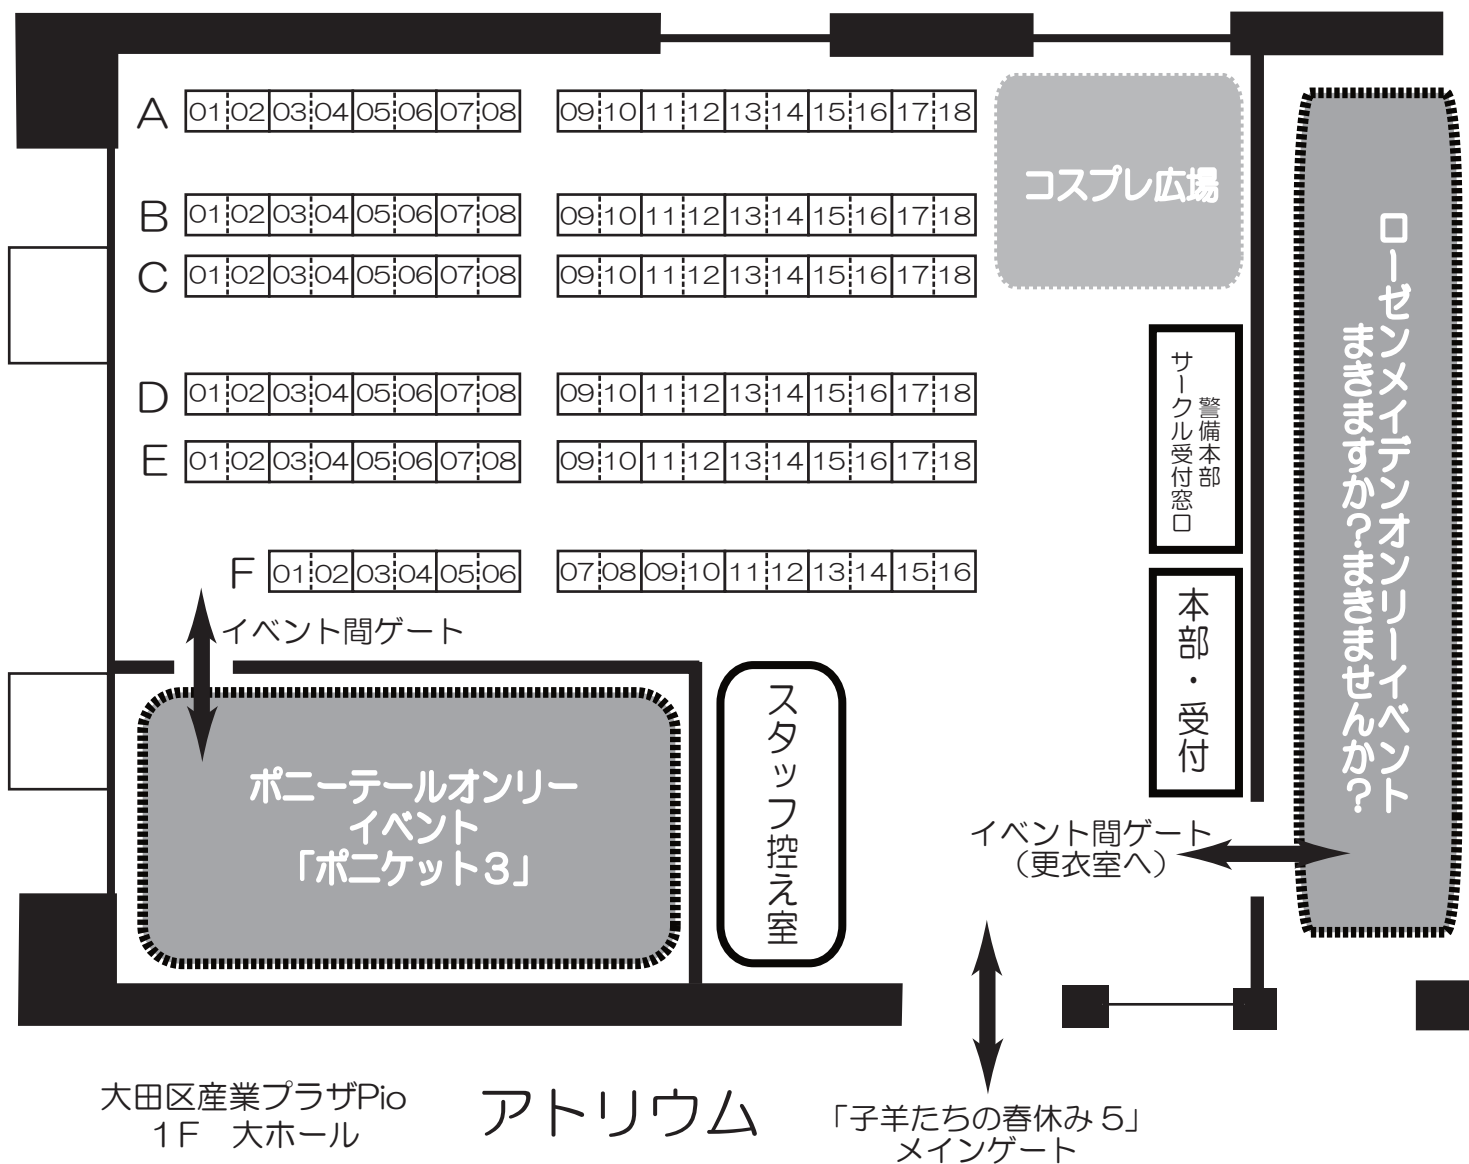 A 01 02 03 04 05 06 07 08 09 10 11 12 13 14 15 16 17 18
B 01 02 03 04 05 06 07 08 09 10 11 12 13 14 15 16 17 18
C 01 02 03 04 05 06 07 08 09 10 11 12 13 14 15 16 17 18
D 01 02 03 04 05 06 07 08 09 10 11 12 13 14 15 16 17 18
E 01 02 03 04 05 06 07 08 09 10 11 12 13 14 15 16 17 18
F 01 02 03 04 05 06 07 08 09 10 11 12 13 14 15 16
コスプレ広場
ローゼンメイデンオンリーイベント
まきますか?まきませんか?
警備本部
サークル受付窓口
本部・受付
イベント間ゲート
ポニーテールオンリー
イベント
「ポニケット3」
スタッフ控え室
イベント間ゲート
(更衣室へ)
大田区産業プラザPio
1F 大ホール
アトリウム
「子羊たちの春休み5」
メインゲート